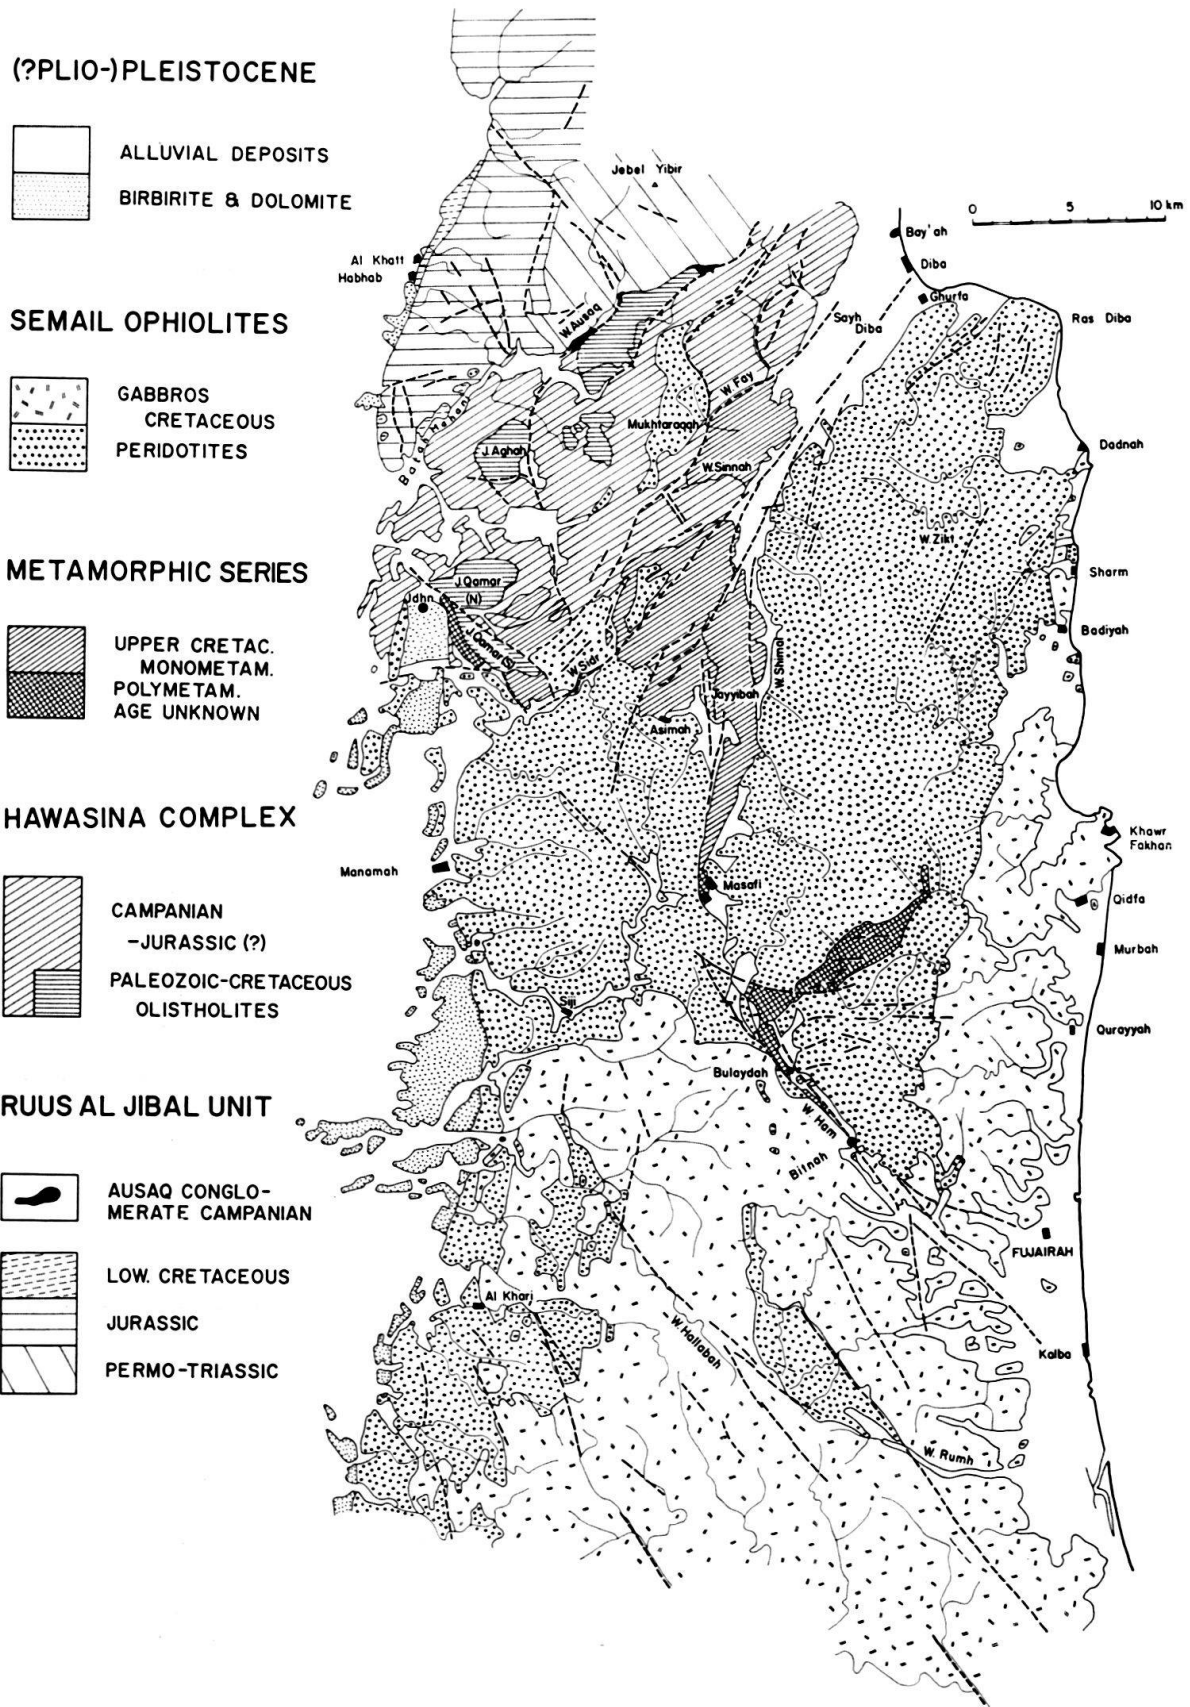 (?PLIO-)PLEISTOCENE
ALLUVIAL DEPOSITS
BIRBIRITE & DOLOMITE
SEMAIL OPHIOLITES
GABBROS
CRETACEOUS
PERIDOTITES
METAMORPHIC SERIES
UPPER CRETAC.
MONOMETAM.
POLYMETAM.
AGE UNKNOWN
HAWASINA COMPLEX
CAMPANIAN
-JURASSIC (?)
PALEOZOIC-CRETACEOUS
OLISTHOLITES
RUUS AL JIBAL UNIT
AUSAQ CONGLO-
MERATE CAMPANIAN
LOW. CRETACEOUS
JURASSIC
PERMO-TRIASSIC
Jebel Yibir
0 5 10 km
Bay'ah
Diba
Al Khatt
Habhab
Ghurfa
W. Ausaq
Sayh
Diba
Ras Diba
W. Fay
Mukhtaraqah
Batah Mahani
J. Aghah
W. Sinnah
Dadnah
W. Zikt
J. Qamar
(N)
Sharm
Idhn
J. Qamar (S)
W. Sidr
W. Shimal
Badiyah
Jayyibah
Asimah
Khawr
Fakhan
Manamah
Masafi
Qidfa
Murbah
Siji
Qurayyah
Bulaydah
W. Ham
Bitnah
FUJAIRAH
Al Khari
W. Hallabah
Kalba
W. Rumh